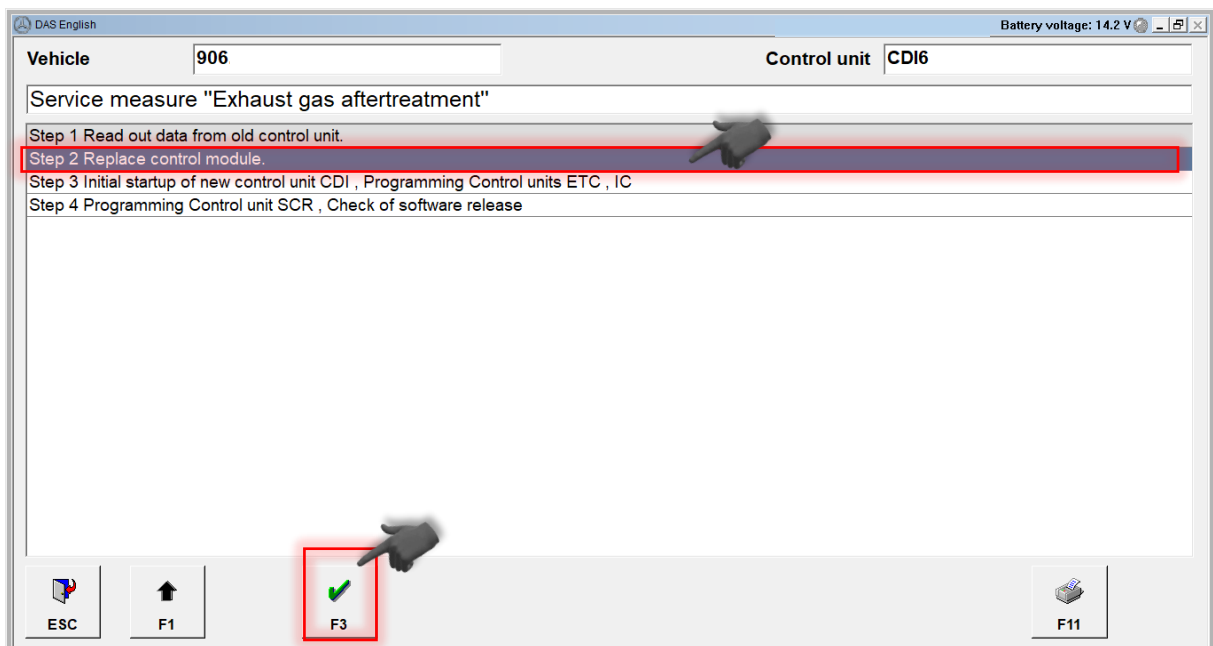 DAS English
Battery voltage: 14.2 V
Vehicle 906 Control unit CDI6
Service measure "Exhaust gas aftertreatment"
Step 1 Read out data from old control unit.
Step 2 Replace control module.
Step 3 Initial startup of new control unit CDI , Programming Control units ETC , IC
Step 4 Programming Control unit SCR , Check of software release
ESC F1 F3 F11